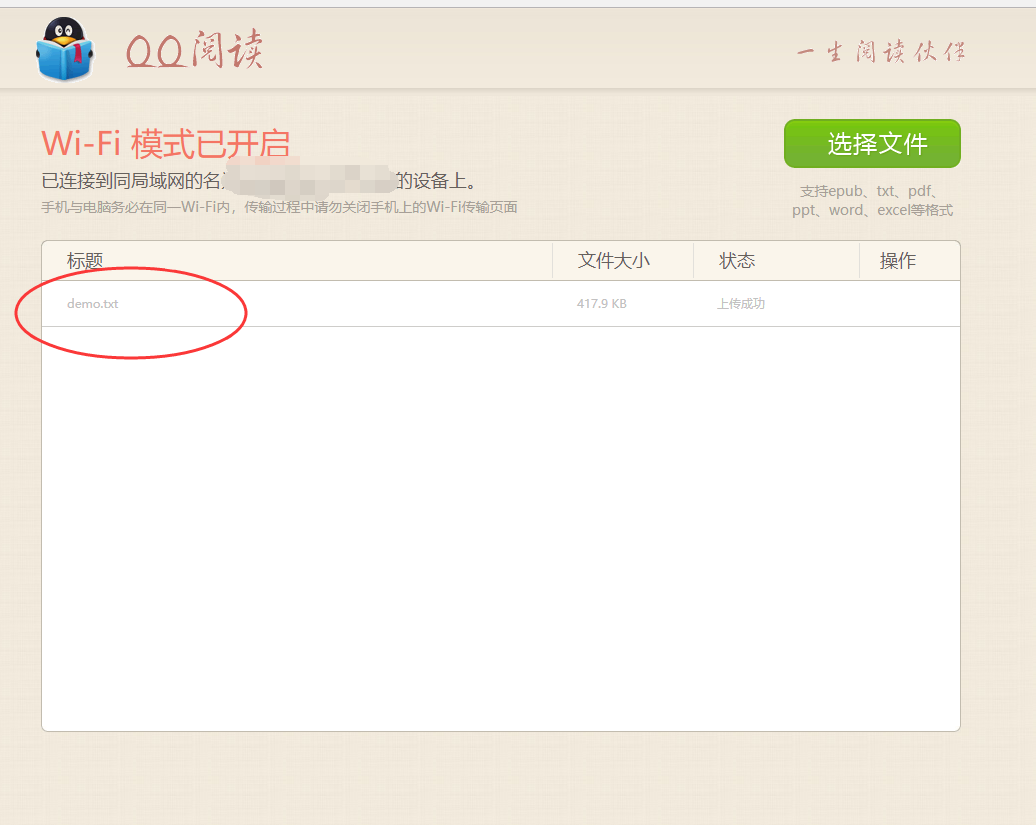 QQ阅读
一生阅读伙伴
Wi-Fi 模式已开启
选择文件
已连接到同局域网的名 的设备上。
手机与电脑务必在同一Wi-Fi内，传输过程中请勿关闭手机上的Wi-Fi传输页面
支持epub、txt、pdf、
ppt、word、excel等格式
标题 文件大小 状态 操作
demo.txt 417.9 KB 上传成功